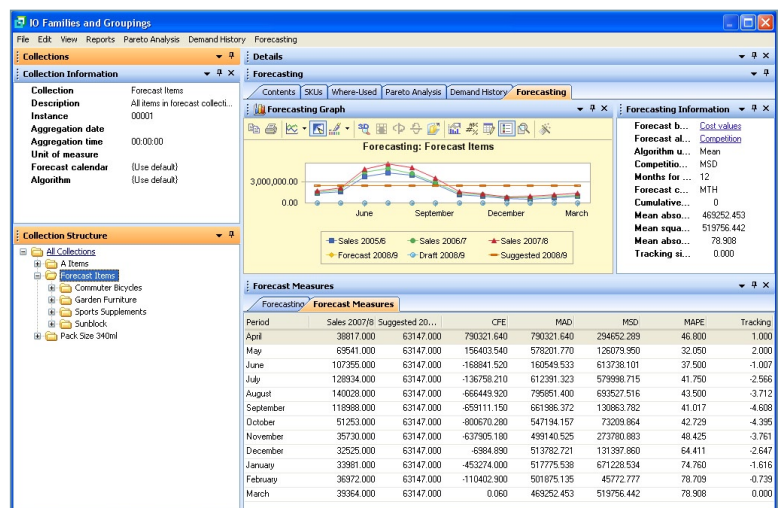 IO Families and Groupings
File Edit View Reports Pareto Analysis Demand History Forecasting
Collections
Collection Information
Collection Forecast Items
Description All items in forecast collecti...
Instance 00001
Aggregation date
Aggregation time 00:00:00
Unit of measure
Forecast calendar {Use default}
Algorithm {Use default}
Collection Structure
All Collections
A Items
Forecast Items
Commuter Bicycles
Garden Furniture
Sports Supplements
Sunblock
Pack Size 340ml
Details
Forecasting
Contents SKUs Where-Used Pareto Analysis Demand History Forecasting
Forecasting Graph
Forecasting: Forecast Items
3,000,000.00
0.00
June September December March
Sales 2005/6 Sales 2006/7 Sales 2007/8
Forecast 2008/9 Draft 2008/9 Suggested 2008/9
Forecasting Information
Forecast b... Cost values
Forecast al... Competition
Algorithm u... Mean
Competitio... MSD
Months for ... 12
Forecast c... MTH
Cumulative... 0
Mean abso... 469252.453
Mean squa... 519756.442
Mean abso... 78.908
Tracking si... 0.000
Forecast Measures
Forecasting Forecast Measures
Period Sales 2007/8 Suggested 20... CFE MAD MSD MAPE Tracking
April 38817.000 63147.000 790321.640 790321.640 294652.289 46.800 1.000
May 69541.000 63147.000 156403.540 578201.770 126079.950 32.050 2.000
June 107355.000 63147.000 -168841.520 160549.533 613738.101 37.500 -1.007
July 128934.000 63147.000 -136758.210 612391.323 579998.715 41.750 -2.566
August 140028.000 63147.000 -666449.920 795851.400 693527.516 43.500 -3.712
September 118988.000 63147.000 -659111.150 661986.372 130863.782 41.017 -4.608
October 51253.000 63147.000 -800670.280 547194.157 73209.864 42.729 -4.395
November 35730.000 63147.000 -637905.180 499140.525 273780.883 48.425 -3.761
December 32525.000 63147.000 -6984.890 513782.721 131397.860 64.411 -2.647
January 33981.000 63147.000 -453274.000 517775.538 671228.534 74.760 -1.616
February 36972.000 63147.000 -110402.900 501875.135 45772.777 78.709 -0.739
March 39364.000 63147.000 0.060 469252.453 519756.442 78.908 0.000